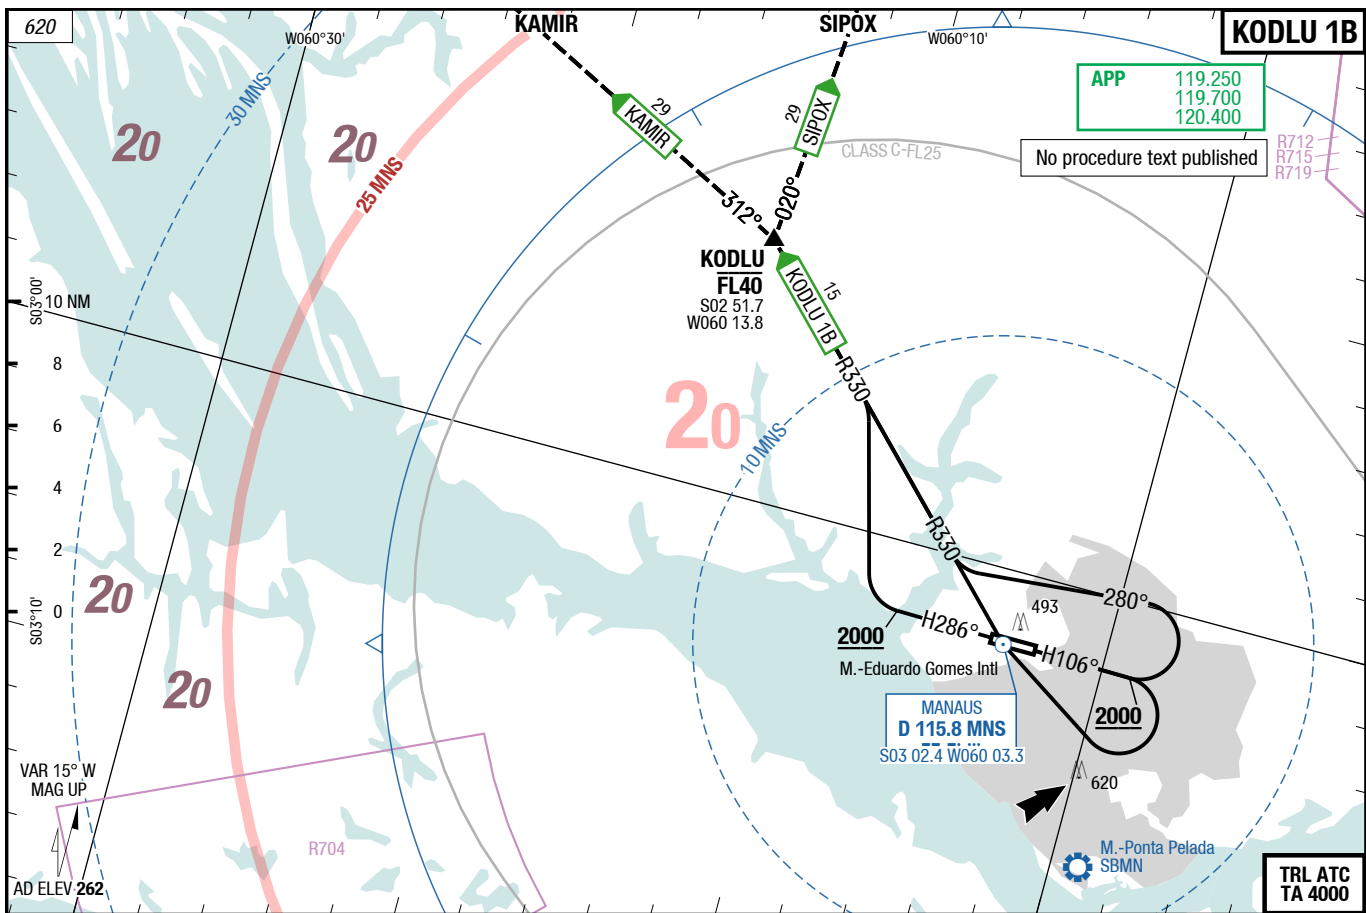 620
KAMIR
SIPOX
KODLU 1B
W060°30'
W060°10'
30 MNS
25 MNS
20
20
29
KAMIR
29
SIPOX
CLASS C-FL25
APP 119.250
119.700
120.400
No procedure text published
R712
R715
R719
312°
020°
KODLU
FL40
S02 51.7
W060 13.8
15
KODLU 1B
S03°00'
10 NM
8
6
4
2
0
S03°10'
R330
20
10 MNS
R330
20
20
280°
493
H286°
2000
M.-Eduardo Gomes Intl
H106°
2000
MANAUS
D 115.8 MNS
S03 02.4 W060 03.3
620
VAR 15° W
MAG UP
R704
M.-Ponta Pelada
SBMN
AD ELEV 262
TRL ATC
TA 4000